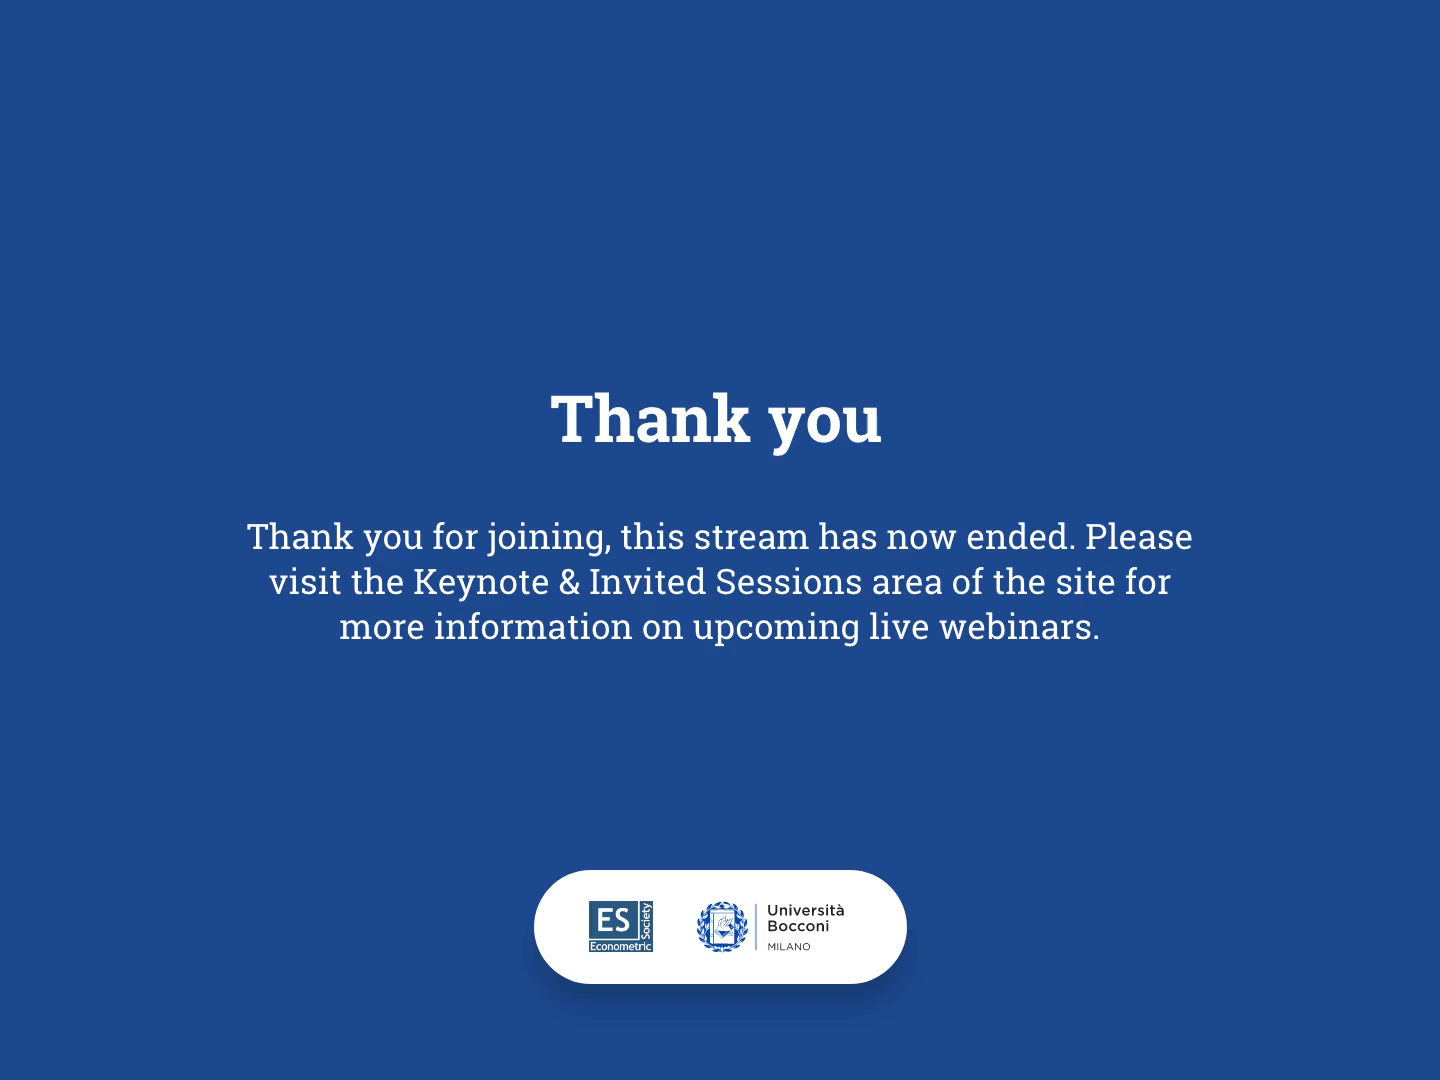 Thank you
Thank you for joining, this stream has now ended. Please
visit the Keynote & Invited Sessions area of the site for
more information on upcoming live webinars.
ES
Society
Econometric
Università
Bocconi
MILANO